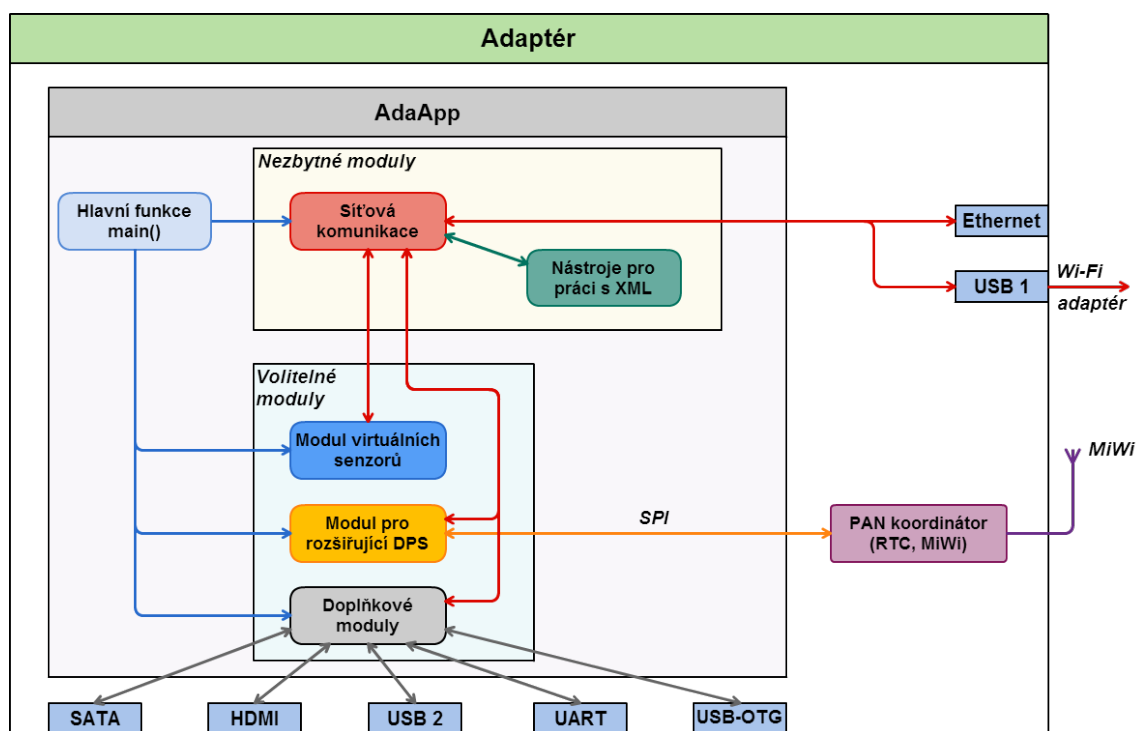 Adaptér
AdaApp
Nezbytné moduly
Hlavní funkce
main()
Síťová
komunikace
Ethernet
Nástroje pro
práci s XML
USB 1
Wi-Fi
adaptér
Volitelné
moduly
Modul virtuálních
senzorů
MiWi
Modul pro
rozšiřující DPS
SPI
PAN koordinátor
(RTC, MiWi)
Doplňkové
moduly
SATA
HDMI
USB 2
UART
USB-OTG